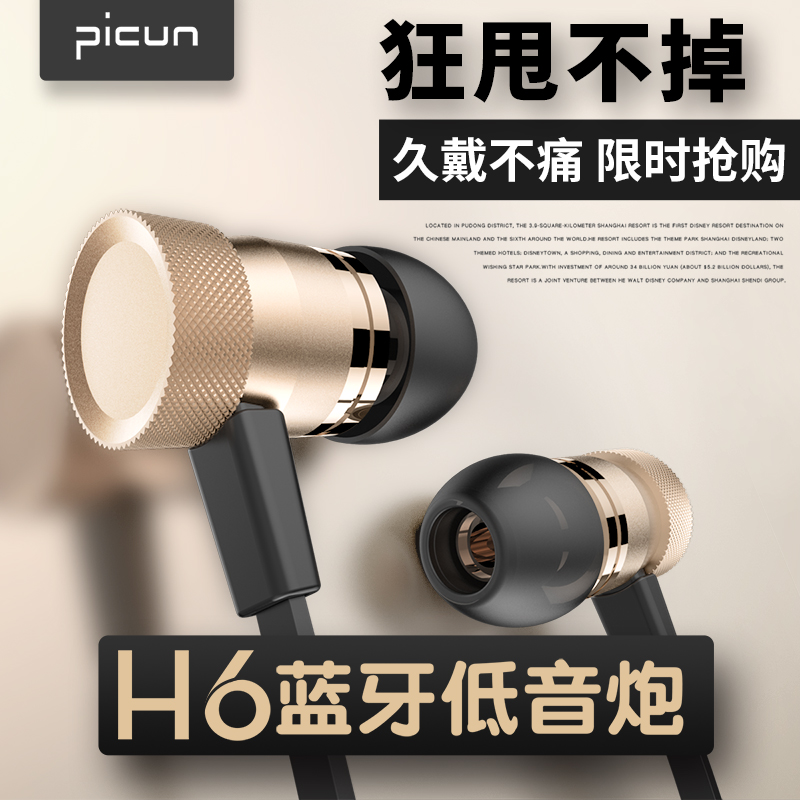 picun
狂甩不掉
久戴不痛 限时抢购
LOCATED IN PUDONG DISTRICT, THE 3.9-SQUARE-KILOMETER SHANGHAI RESORT IS THE FIRST DISNEY RESORT DESTINATION ON
THE CHINESE MAINLAND AND THE SIXTH AROUND THE WORLD.HE RESORT INCLUDES THE THEME PARK SHANGHAI DISNEYLAND; TWO
THEMED HOTELS; DISNEYTOWN, A SHOPPING, DINING AND ENTERTAINMENT DISTRICT; AND THE RECREATIONAL
WISHING STAR PARK.WITH INVESTMENT OF AROUND 34 BILLION YUAN (ABOUT $5.2 BILLION DOLLARS), THE
RESORT IS A JOINT VENTURE BETWEEN HE WALT DISNEY COMPANY AND SHANGHAI SHENDI GROUP.
H6蓝牙低音炮